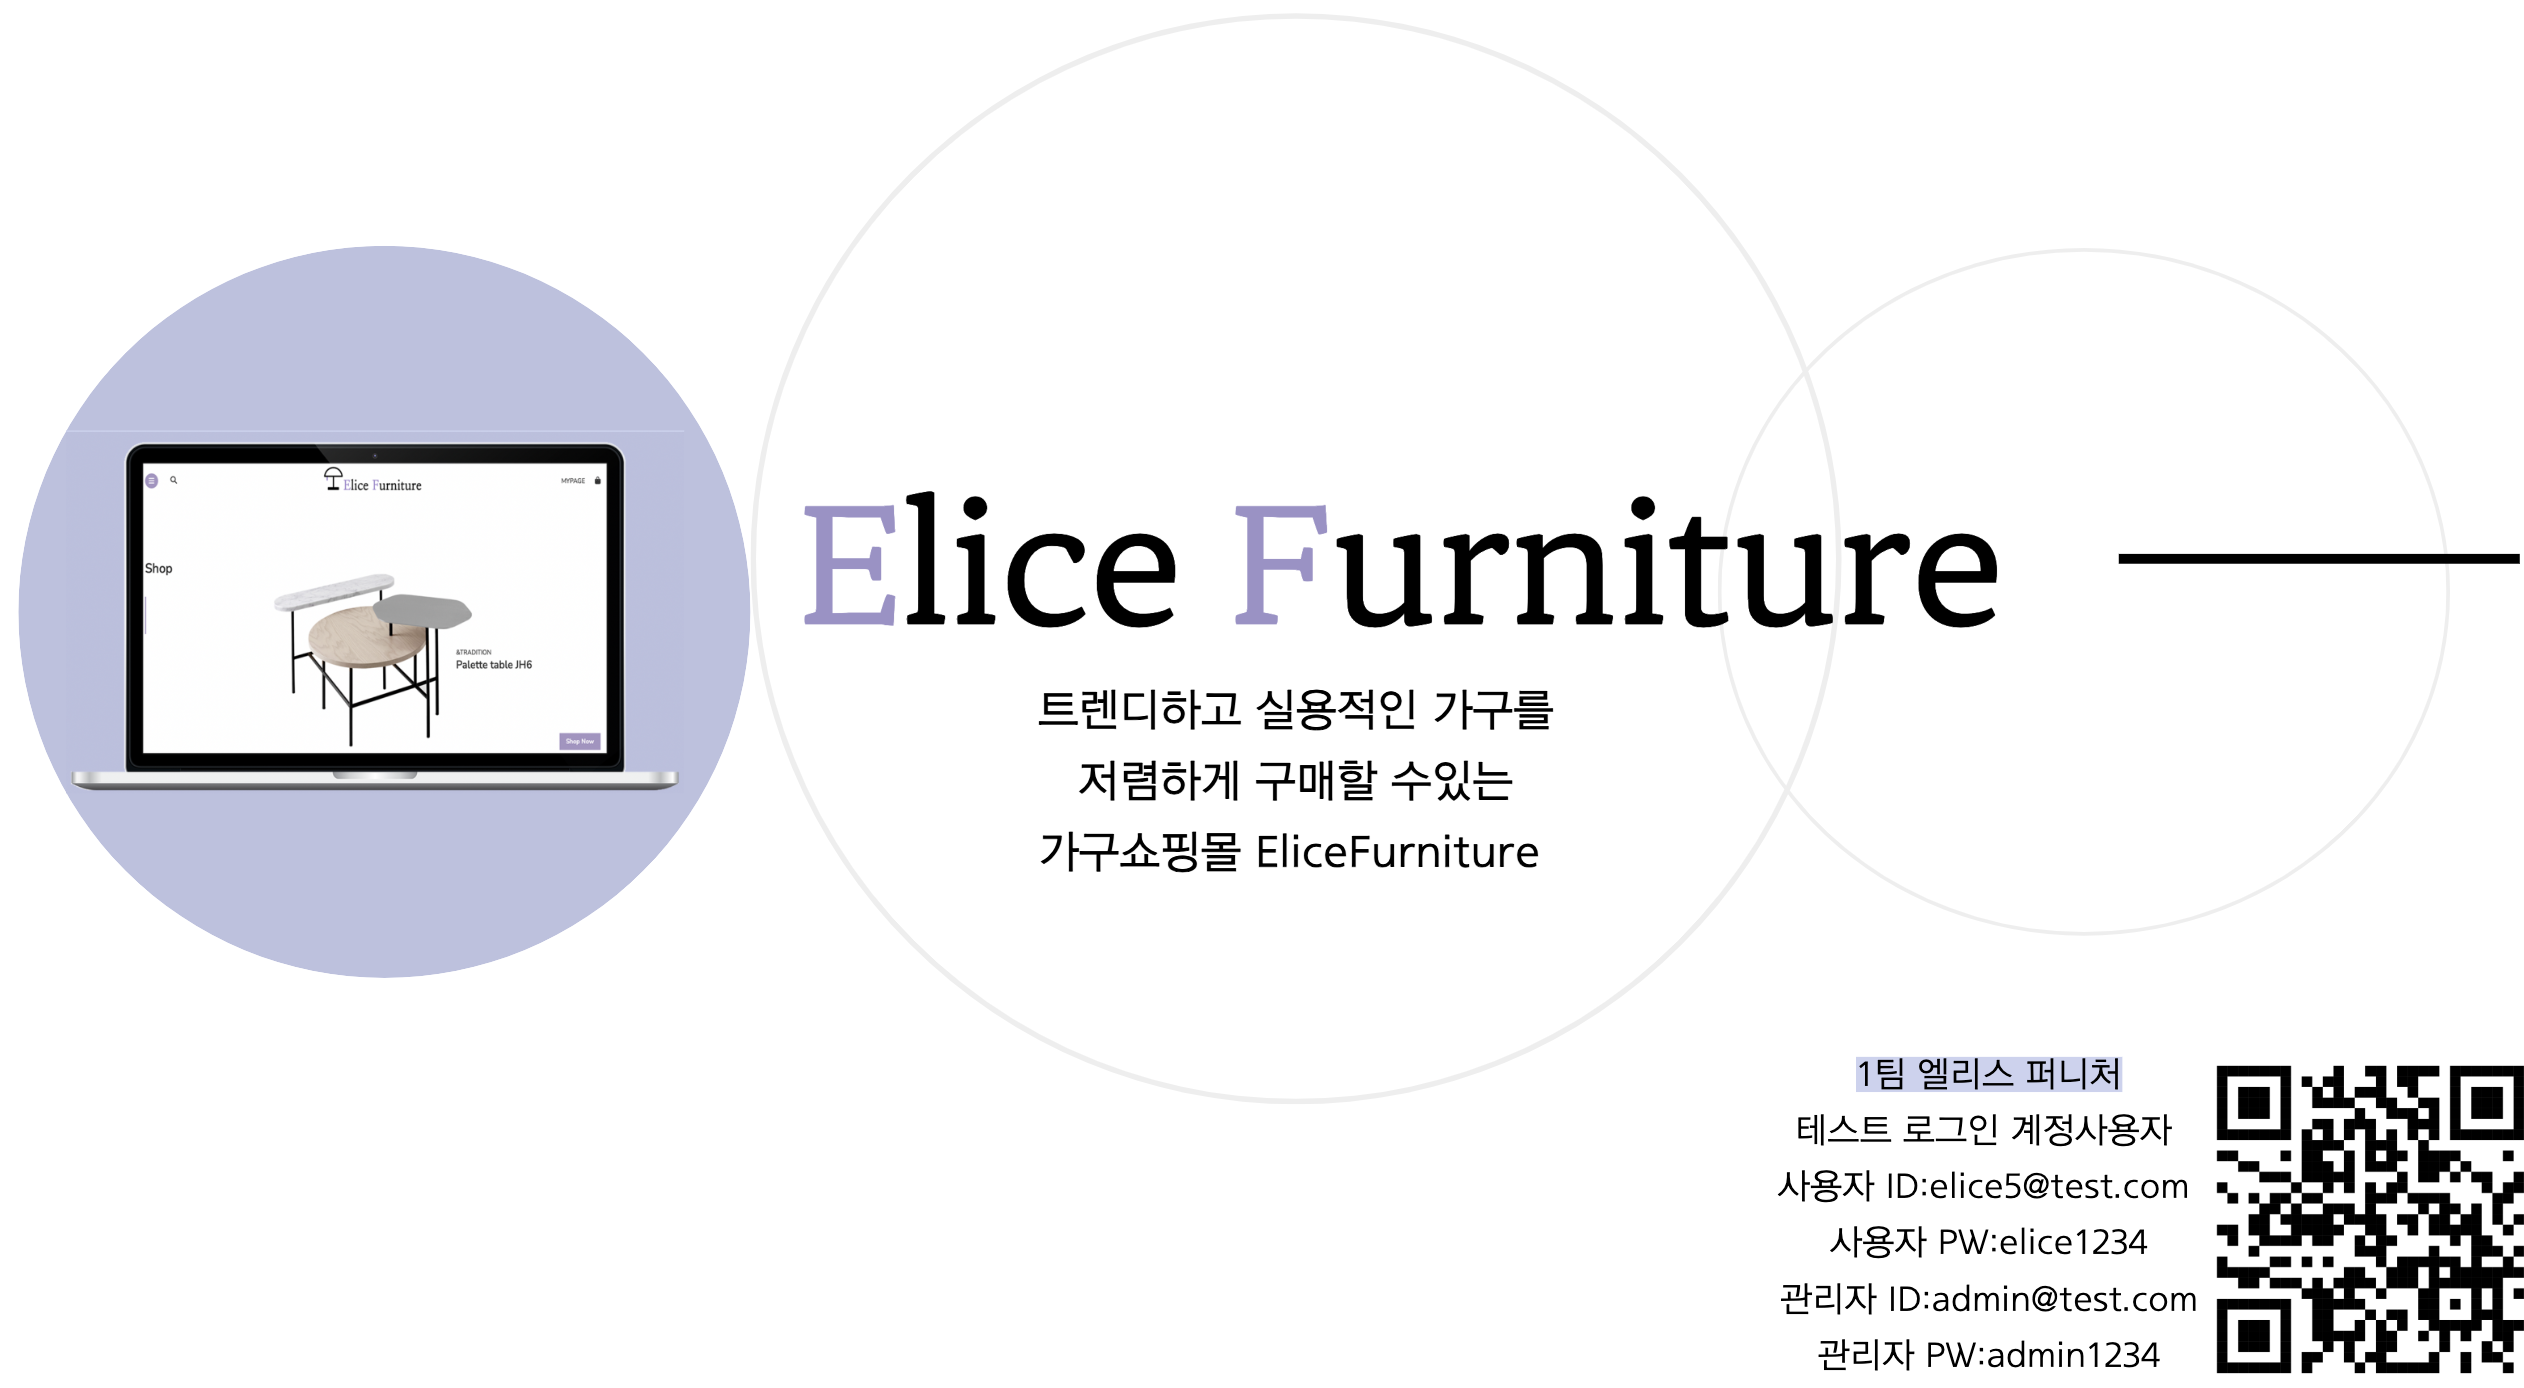 Elice Furniture
MYPAGE
Shop
&TRADITION
Palette table JH6
Shop Now
Elice Furniture
트렌디하고 실용적인 가구를
저렴하게 구매할 수있는
가구쇼핑몰 EliceFurniture
1팀 엘리스 퍼니처
테스트 로그인 계정사용자
사용자 ID:elice5@test.com
사용자 PW:elice1234
관리자 ID:admin@test.com
관리자 PW:admin1234